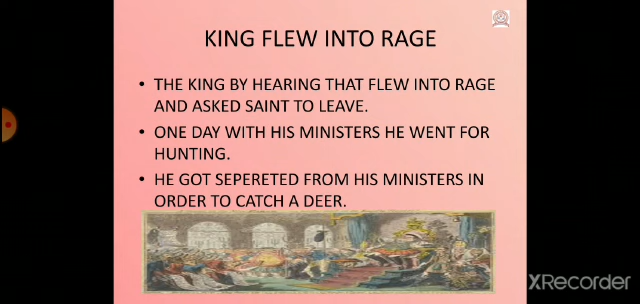 KING FLEW INTO RAGE
• THE KING BY HEARING THAT FLEW INTO RAGE
AND ASKED SAINT TO LEAVE.
• ONE DAY WITH HIS MINISTERS HE WENT FOR
HUNTING.
• HE GOT SEPERETED FROM HIS MINISTERS IN
ORDER TO CATCH A DEER.
XRecorder